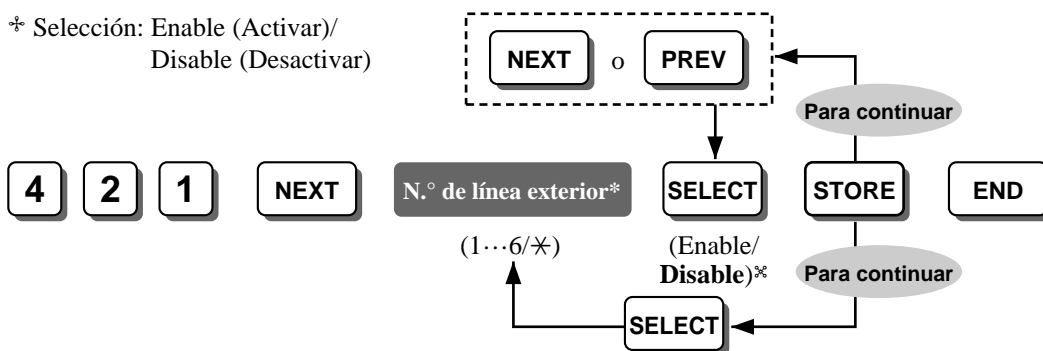 ✢ Selección: Enable (Activar)/
Disable (Desactivar)
NEXT o PREV
Para continuar
4 2 1 NEXT N.° de línea exterior* SELECT STORE END
(1···6/✳) (Enable/
Disable)✠
Para continuar
SELECT